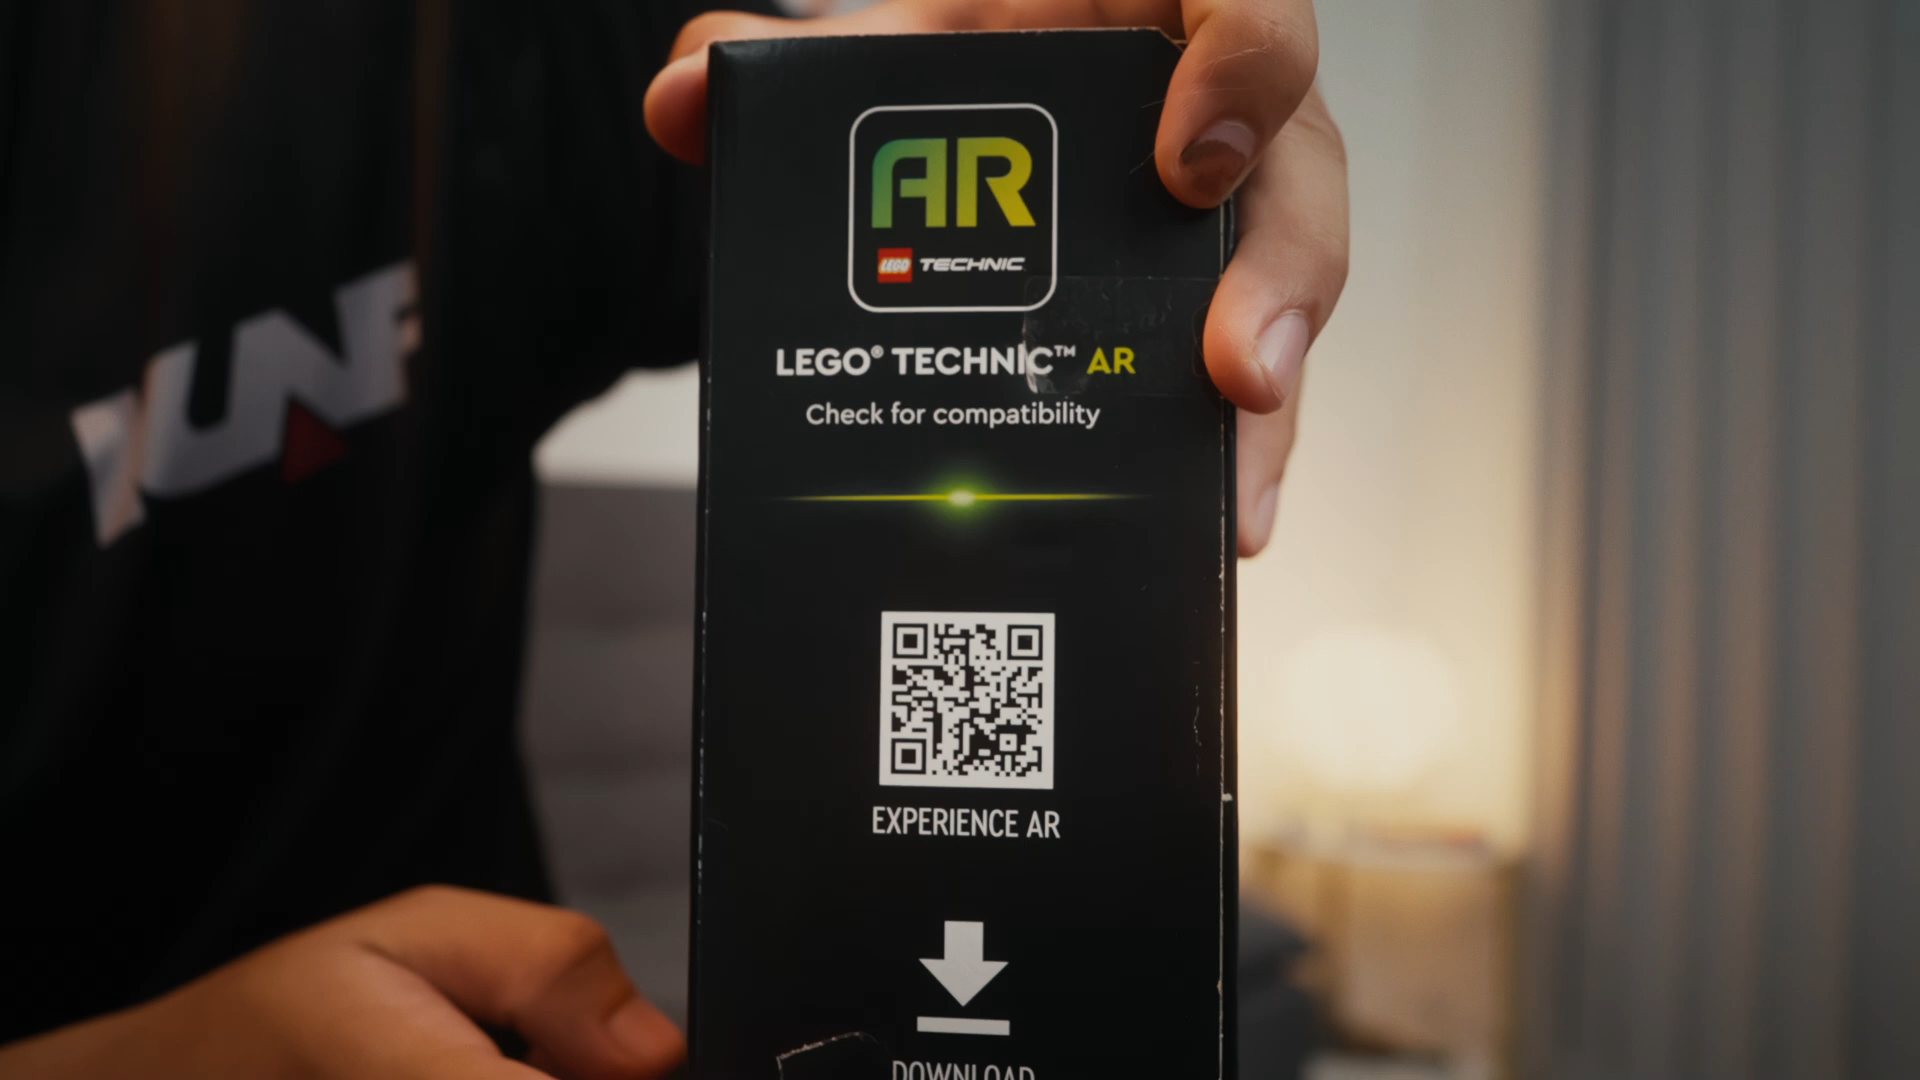 AR
LEGO TECHNIC
LEGO® TECHNIC™ AR
Check for compatibility
EXPERIENCE AR
DOWNLOAD